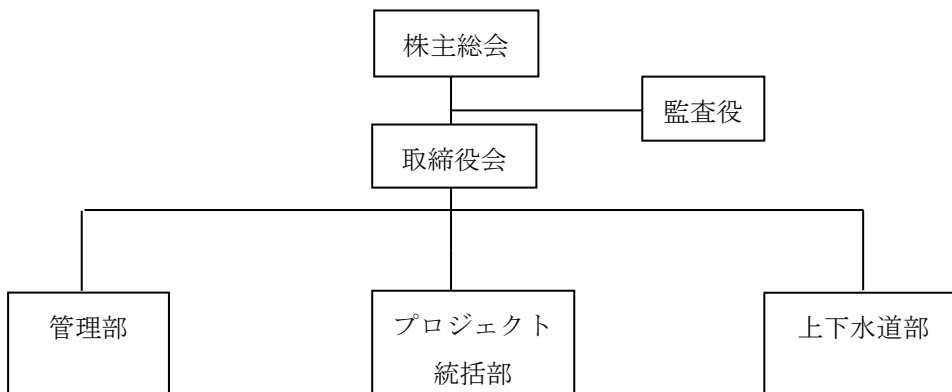 株主総会
監査役
取締役会
管理部
プロジェクト
統括部
上下水道部